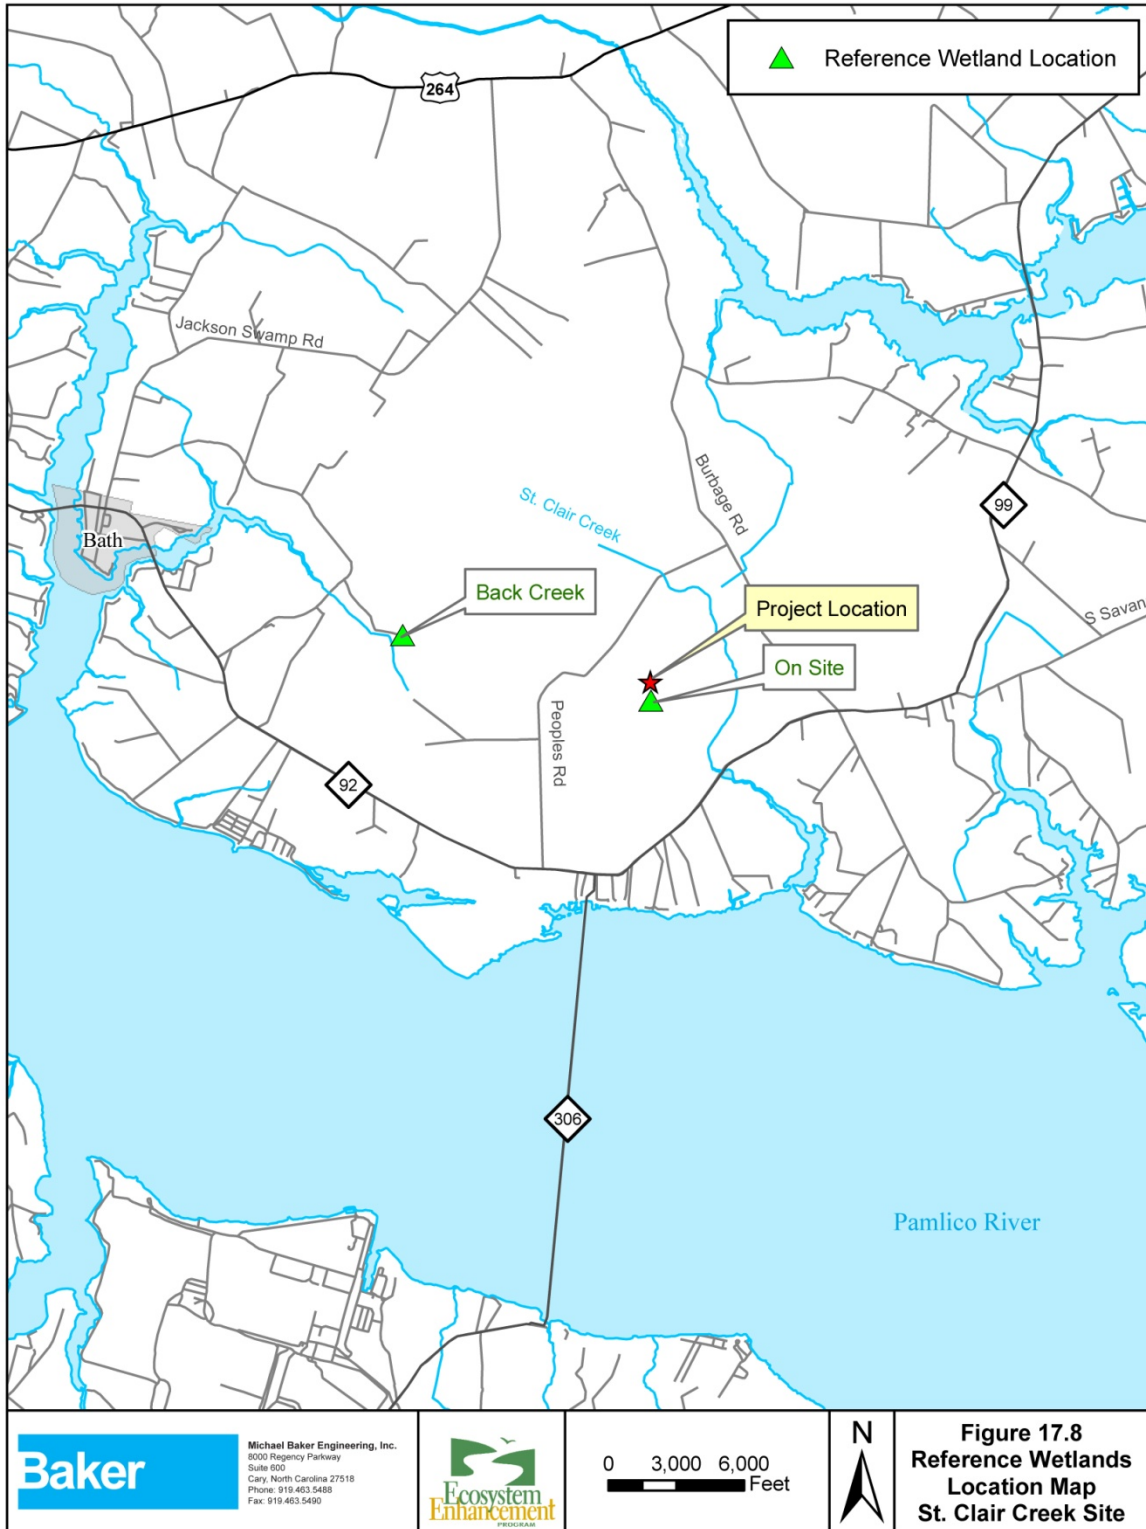 Reference Wetland Location
264
Jackson Swamp Rd
Burbage Rd
St. Clair Creek
99
Bath
Back Creek
Project Location
S Savan
On Site
Peoples Rd
92
306
Pamlico River
Baker
Michael Baker Engineering, Inc.
8000 Regency Parkway
Suite 600
Cary, North Carolina 27518
Phone: 919.463.5488
Fax: 919.463.5490
Ecosystem
Enhancement
PROGRAM
0 3,000 6,000
Feet
N
Figure 17.8
Reference Wetlands
Location Map
St. Clair Creek Site